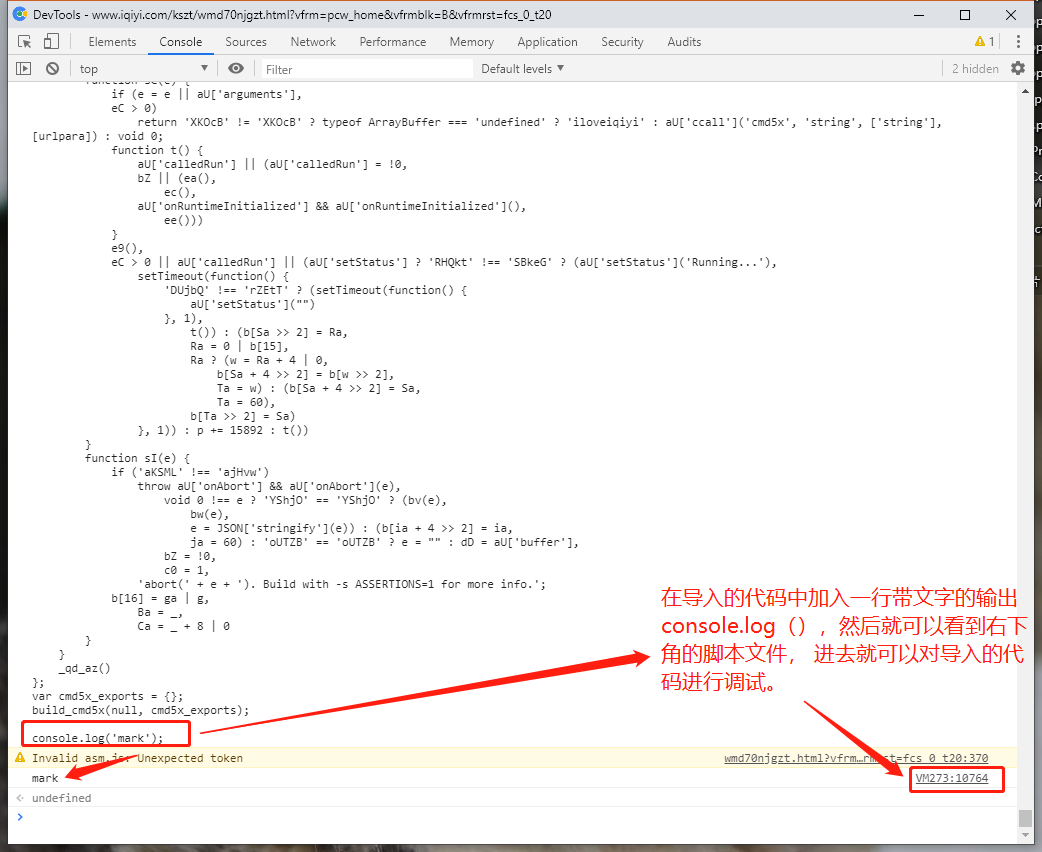 DevTools - www.iqiyi.com/kszt/wmd70njgzt.html?vfrm=pcw_home&vfrmblk=B&vfrmrst=fcs_0_t20
Elements Console Sources Network Performance Memory Application Security Audits 1
top Filter Default levels 2 hidden
if (e = e || aU['arguments'],
eC > 0)
return 'XKOcB' != 'XKOcB' ? typeof ArrayBuffer === 'undefined' ? 'iloveiqiyi' : aU['ccall']('cmd5x', 'string', ['string'],
[urlpara]) : void 0;
function t() {
aU['calledRun'] || (aU['calledRun'] = !0,
bZ || (ea(),
ec(),
aU['onRuntimeInitialized'] && aU['onRuntimeInitialized'](),
ee()))
}
e9(),
eC > 0 || aU['calledRun'] || (aU['setStatus'] ? 'RHQkt' !== 'SBkeG' ? (aU['setStatus']('Running...'),
setTimeout(function() {
'DUjbQ' !== 'rZEtT' ? (setTimeout(function() {
aU['setStatus']("")
}, 1),
t()) : (b[Sa >> 2] = Ra,
Ra = 0 | b[15],
Ra ? (w = Ra + 4 | 0,
b[Sa + 4 >> 2] = b[w >> 2],
Ta = w) : (b[Sa + 4 >> 2] = Sa,
Ta = 60),
b[Ta >> 2] = Sa)
}, 1)) : p += 15892 : t())
}
function sI(e) {
if ('aKSML' !== 'ajHvw')
throw aU['onAbort'] && aU['onAbort'](e),
void 0 !== e ? 'YShjO' == 'YShjO' ? (bv(e),
bw(e),
e = JSON['stringify'](e)) : (b[ia + 4 >> 2] = ia,
ja = 60) : 'oUTZB' == 'oUTZB' ? e = "" : dD = aU['buffer'],
bZ = !0,
c0 = 1,
'abort(' + e + '). Build with -s ASSERTIONS=1 for more info.';
b[16] = ga | g,
Ba = _,
Ca = _ + 8 | 0
}
}
_qd_az()
};
var cmd5x_exports = {};
build_cmd5x(null, cmd5x_exports);
console.log('mark');
Invalid asm.js: Unexpected token wmd70njgzt.html?vfrm…rmrst=fcs_0_t20:370
mark VM273:10764
undefined
在导入的代码中加入一行带文字的输出
console.log（），然后就可以看到右下
角的脚本文件， 进去就可以对导入的代
码进行调试。